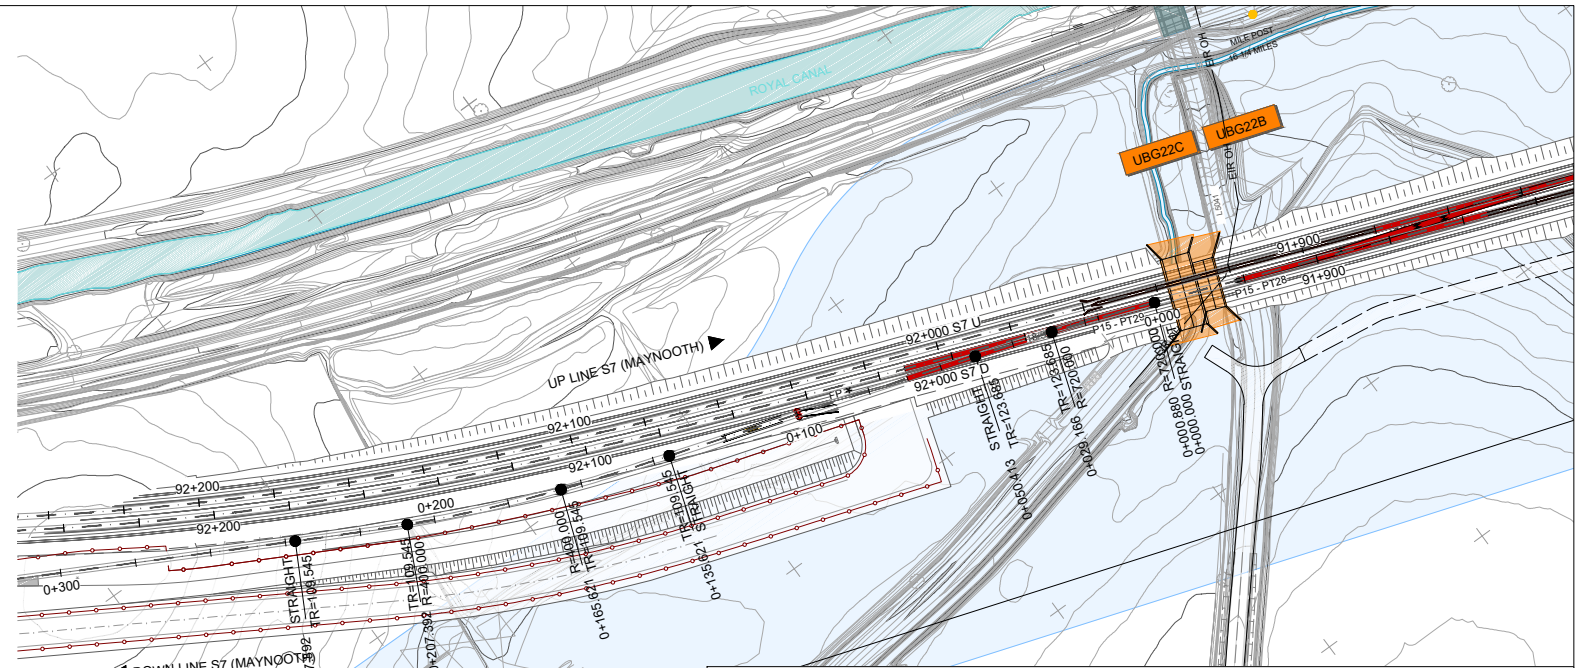 ROYAL CANAL
EIR OH
MILE POST
16 1/4 MILES
UBG22C
UBG22B
EIR OH
L5041
91+900
91+900
P15 - PT28
P15 - PT29
0+000
92+000 S7 U
92+000 S7 D
UP LINE S7 (MAYNOOTH)
FP
92+100
92+100
0+100
92+200
92+200
0+200
0+300
STRAIGHT
TR=109.545
TR=109.545
0+207.392 R=400.000
R=400.000
0+165.621 TR=109.545
TR=109.545
0+135.621 TR=109.545 STRAIGHT
STRAIGHT
0+050.413 TR=123.685
TR=123.685
0+029.166 R=720.000
0+000.880 R=720.000
0+000.000 STRAIGHT
DOWN LINE S7 (MAYNOOTH)